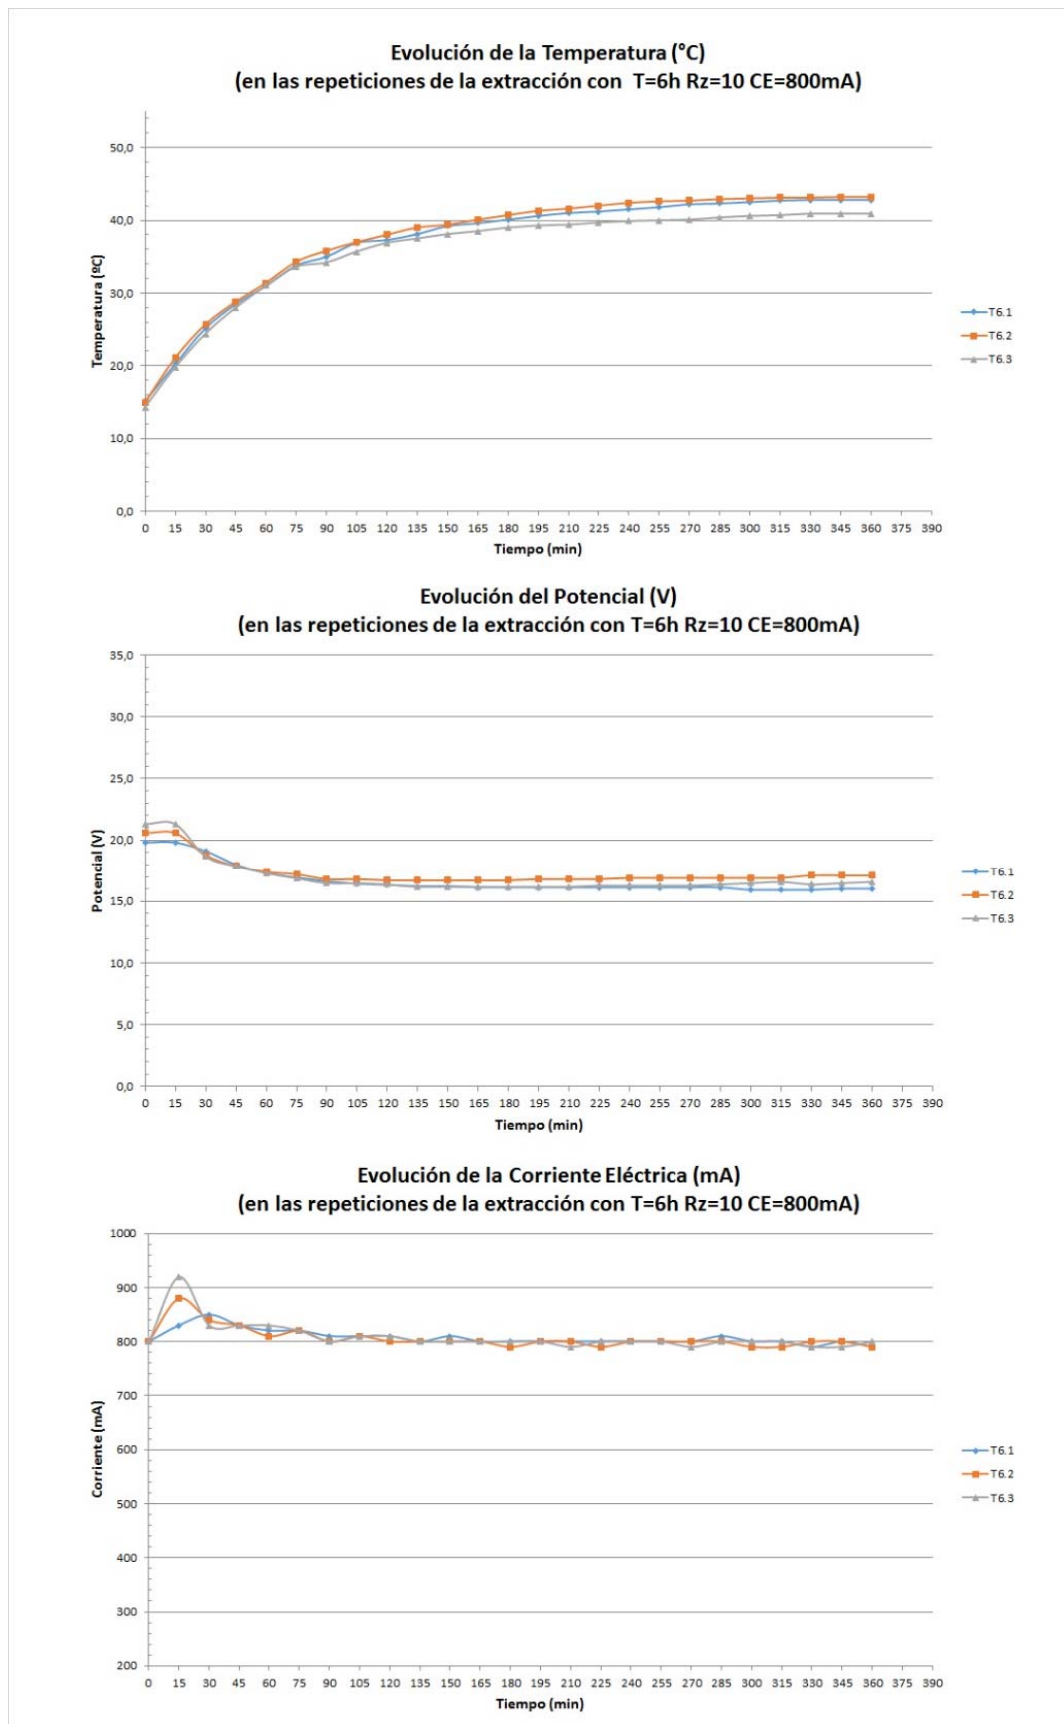 Evolución de la Temperatura (°C)
(en las repeticiones de la extracción con T=6h Rz=10 CE=800mA)
50,0
40,0
30,0
20,0
10,0
0,0
Temperatura (ºC)
0 15 30 45 60 75 90 105 120 135 150 165 180 195 210 225 240 255 270 285 300 315 330 345 360 375 390
Tiempo (min)
T6.1
T6.2
T6.3
Evolución del Potencial (V)
(en las repeticiones de la extracción con T=6h Rz=10 CE=800mA)
35,0
30,0
25,0
20,0
15,0
10,0
5,0
0,0
Potencial (V)
0 15 30 45 60 75 90 105 120 135 150 165 180 195 210 225 240 255 270 285 300 315 330 345 360 375 390
Tiempo (min)
T6.1
T6.2
T6.3
Evolución de la Corriente Eléctrica (mA)
(en las repeticiones de la extracción con T=6h Rz=10 CE=800mA)
1000
900
800
700
600
500
400
300
200
Corriente (mA)
0 15 30 45 60 75 90 105 120 135 150 165 180 195 210 225 240 255 270 285 300 315 330 345 360 375 390
Tiempo (min)
T6.1
T6.2
T6.3